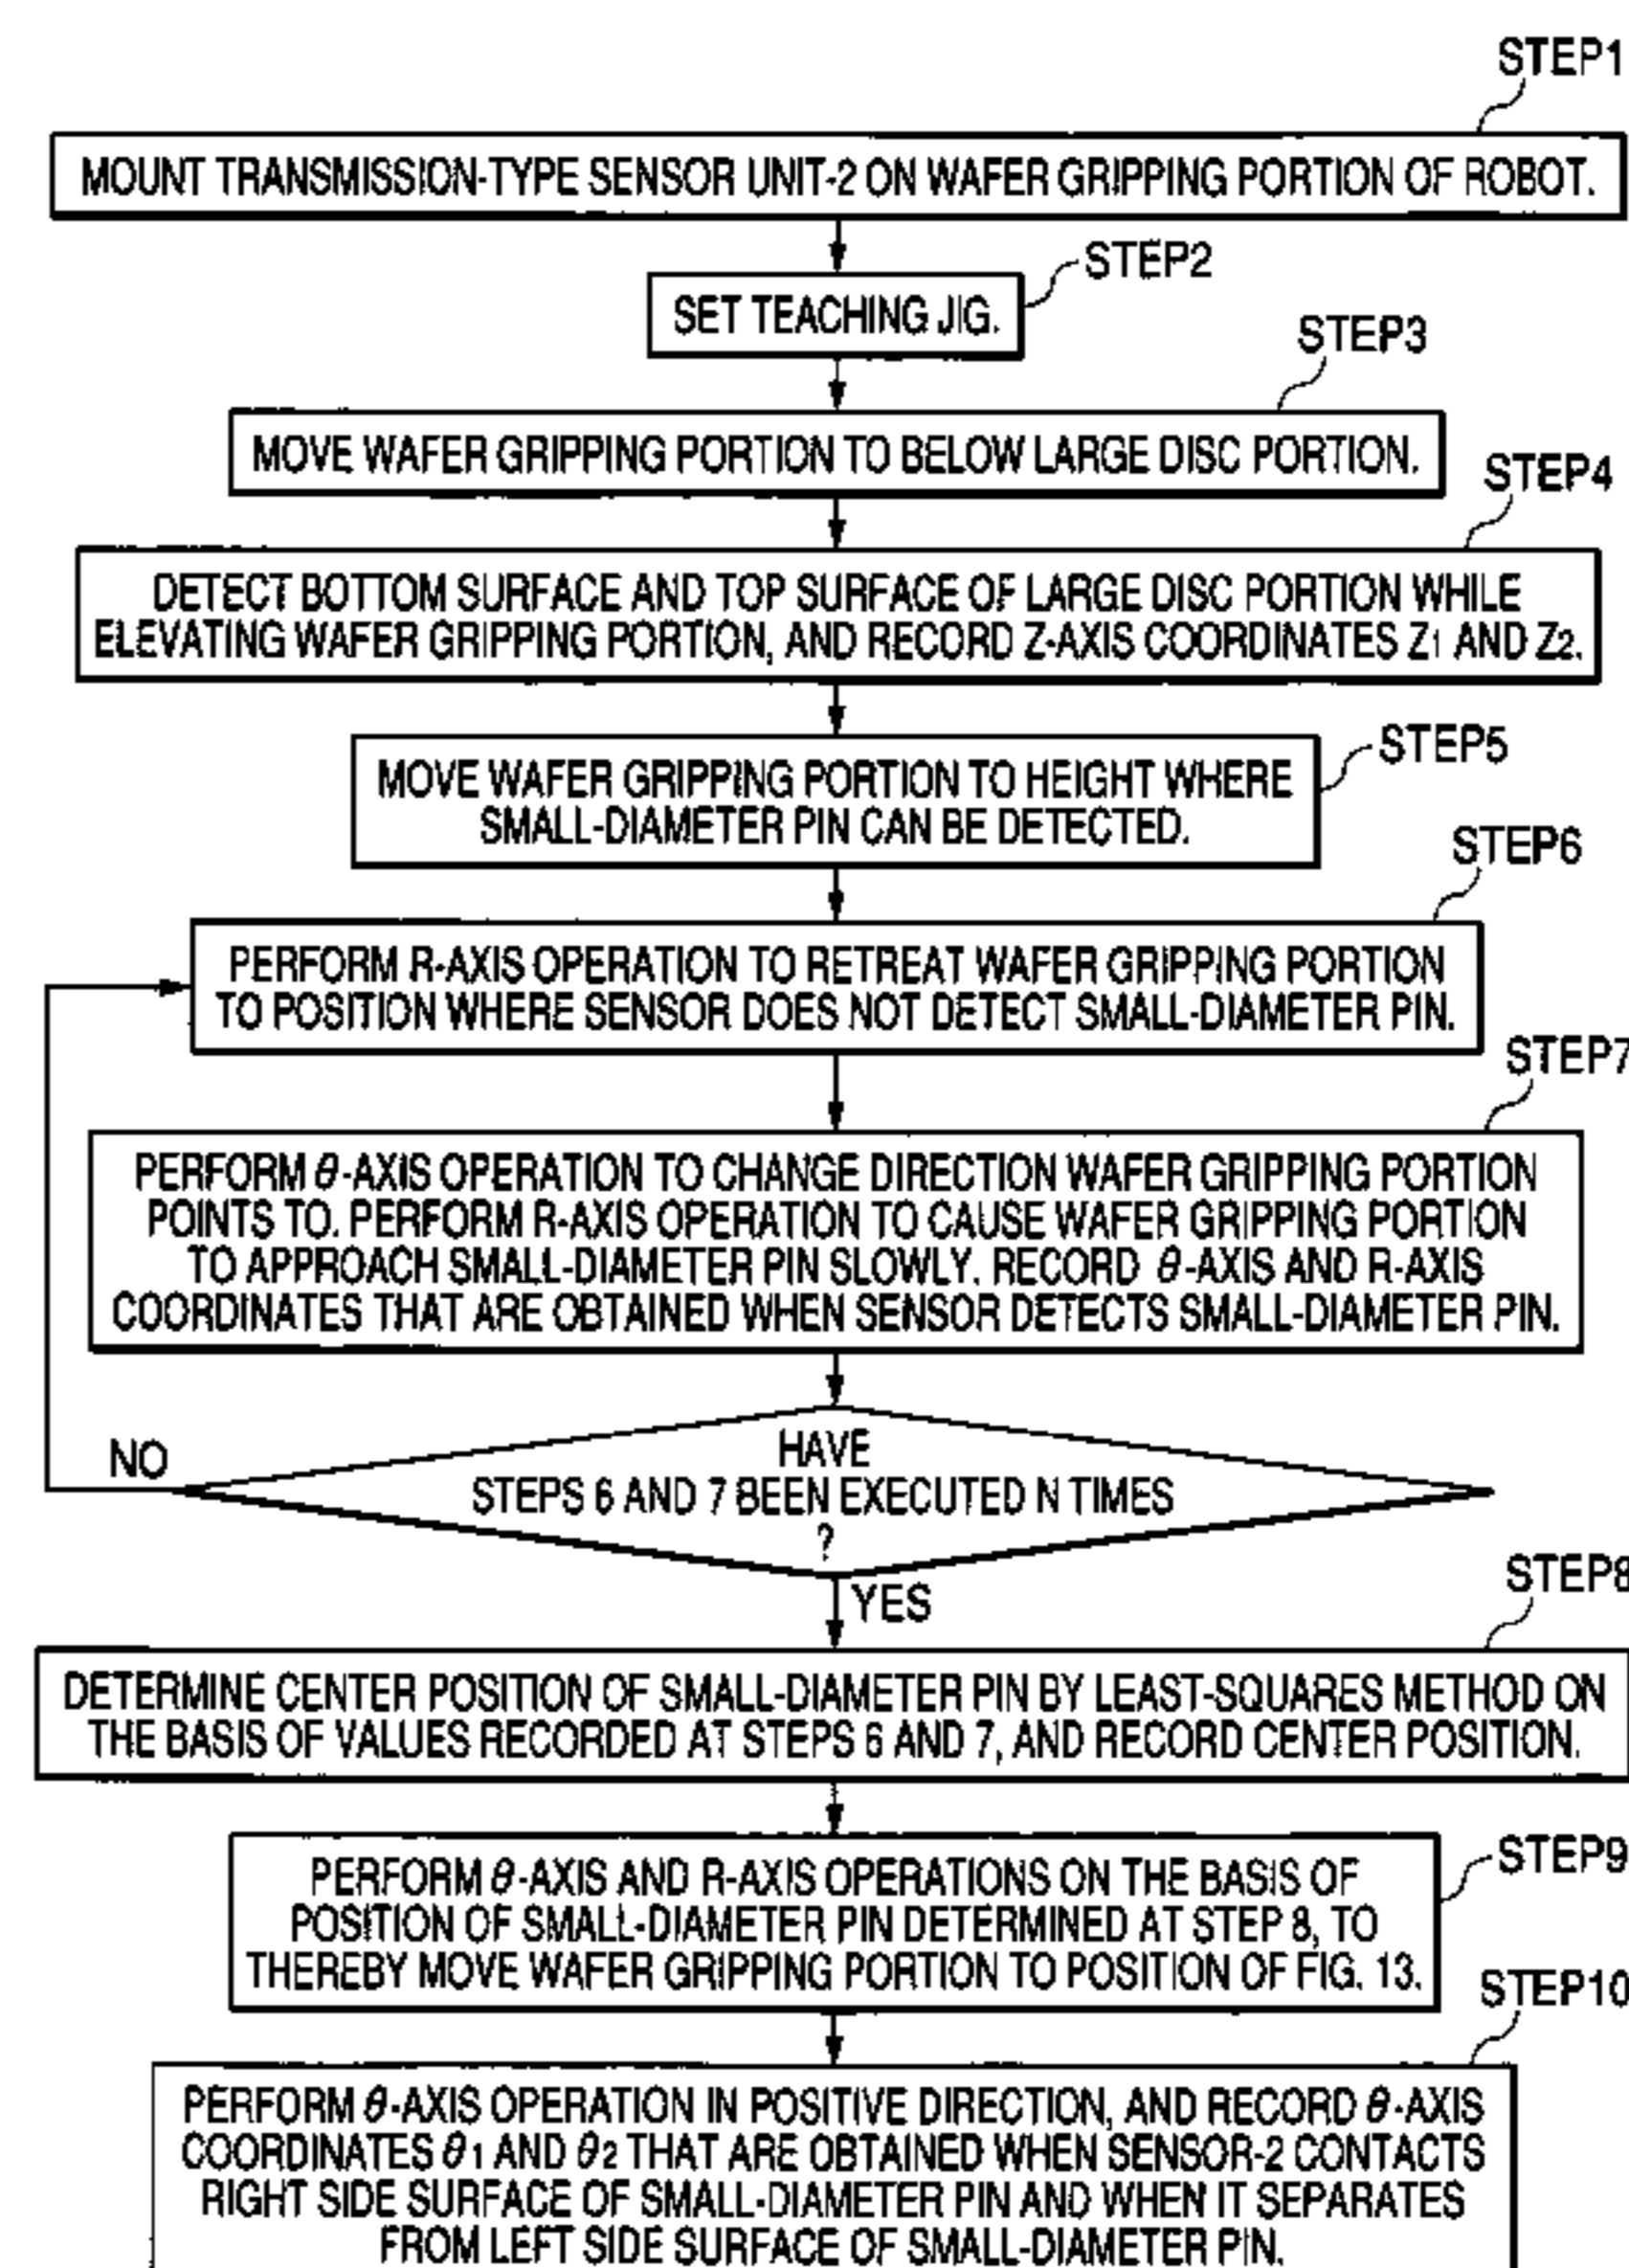 STEP1
MOUNT TRANSMISSION-TYPE SENSOR UNIT-2 ON WAFER GRIPPING PORTION OF ROBOT.
STEP2
SET TEACHING JIG.
STEP3
MOVE WAFER GRIPPING PORTION TO BELOW LARGE DISC PORTION.
STEP4
DETECT BOTTOM SURFACE AND TOP SURFACE OF LARGE DISC PORTION WHILE
ELEVATING WAFER GRIPPING PORTION, AND RECORD Z-AXIS COORDINATES Z1 AND Z2.
STEP5
MOVE WAFER GRIPPING PORTION TO HEIGHT WHERE
SMALL-DIAMETER PIN CAN BE DETECTED.
STEP6
PERFORM R-AXIS OPERATION TO RETREAT WAFER GRIPPING PORTION
TO POSITION WHERE SENSOR DOES NOT DETECT SMALL-DIAMETER PIN.
STEP7
PERFORM θ-AXIS OPERATION TO CHANGE DIRECTION WAFER GRIPPING PORTION
POINTS TO. PERFORM R-AXIS OPERATION TO CAUSE WAFER GRIPPING PORTION
TO APPROACH SMALL-DIAMETER PIN SLOWLY. RECORD θ-AXIS AND R-AXIS
COORDINATES THAT ARE OBTAINED WHEN SENSOR DETECTS SMALL-DIAMETER PIN.
NO
HAVE
STEPS 6 AND 7 BEEN EXECUTED N TIMES
?
YES
STEP8
DETERMINE CENTER POSITION OF SMALL-DIAMETER PIN BY LEAST-SQUARES METHOD ON
THE BASIS OF VALUES RECORDED AT STEPS 6 AND 7, AND RECORD CENTER POSITION.
STEP9
PERFORM θ-AXIS AND R-AXIS OPERATIONS ON THE BASIS OF
POSITION OF SMALL-DIAMETER PIN DETERMINED AT STEP 8, TO
THEREBY MOVE WAFER GRIPPING PORTION TO POSITION OF FIG. 13.
STEP10
PERFORM θ-AXIS OPERATION IN POSITIVE DIRECTION, AND RECORD θ-AXIS
COORDINATES θ1 AND θ2 THAT ARE OBTAINED WHEN SENSOR-2 CONTACTS
RIGHT SIDE SURFACE OF SMALL-DIAMETER PIN AND WHEN IT SEPARATES
FROM LEFT SIDE SURFACE OF SMALL-DIAMETER PIN.